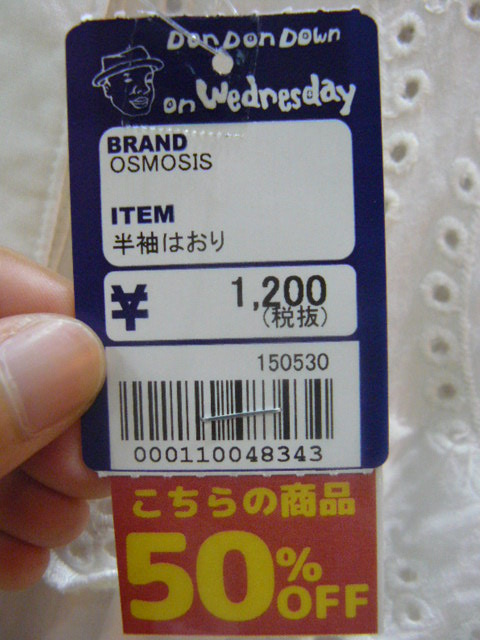 Don Don Down
on Wednesday
BRAND
OSMOSIS
ITEM
半袖はおり
¥ 1,200
(税抜)
150530
000110048343
こちらの商品
50% OFF